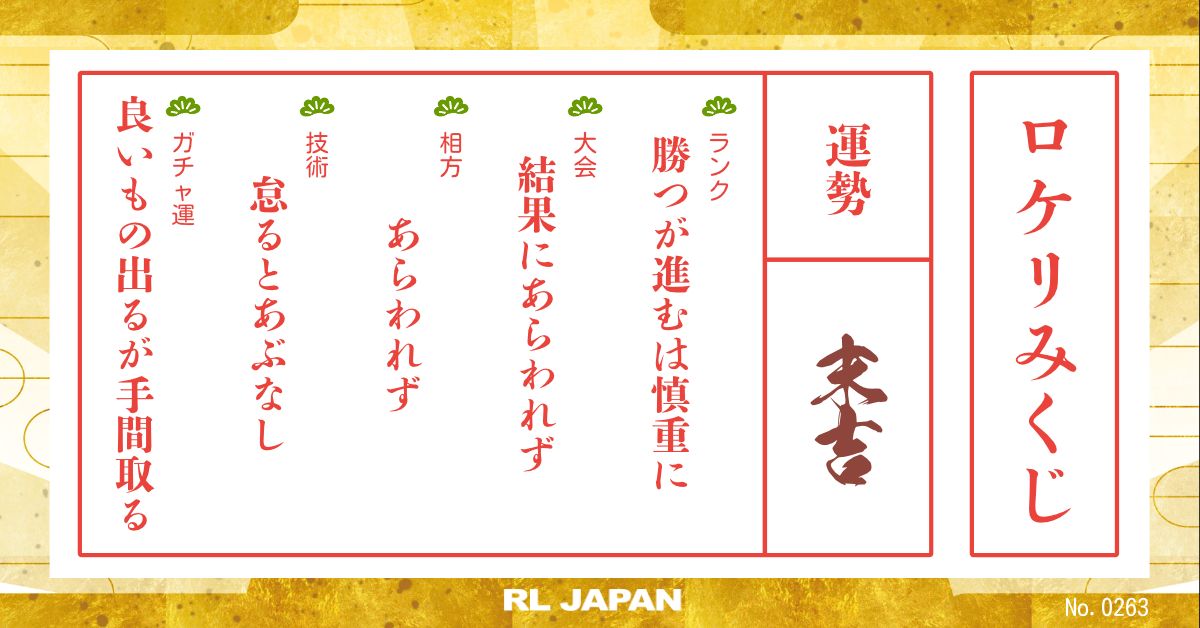 ロケリみくじ
運勢
末吉
ランク
勝つが進むは慎重に
大会
結果にあらわれず
相方
あらわれず
技術
怠るとあぶなし
ガチャ運
良いもの出るが手間取る
RL JAPAN
No. 0263